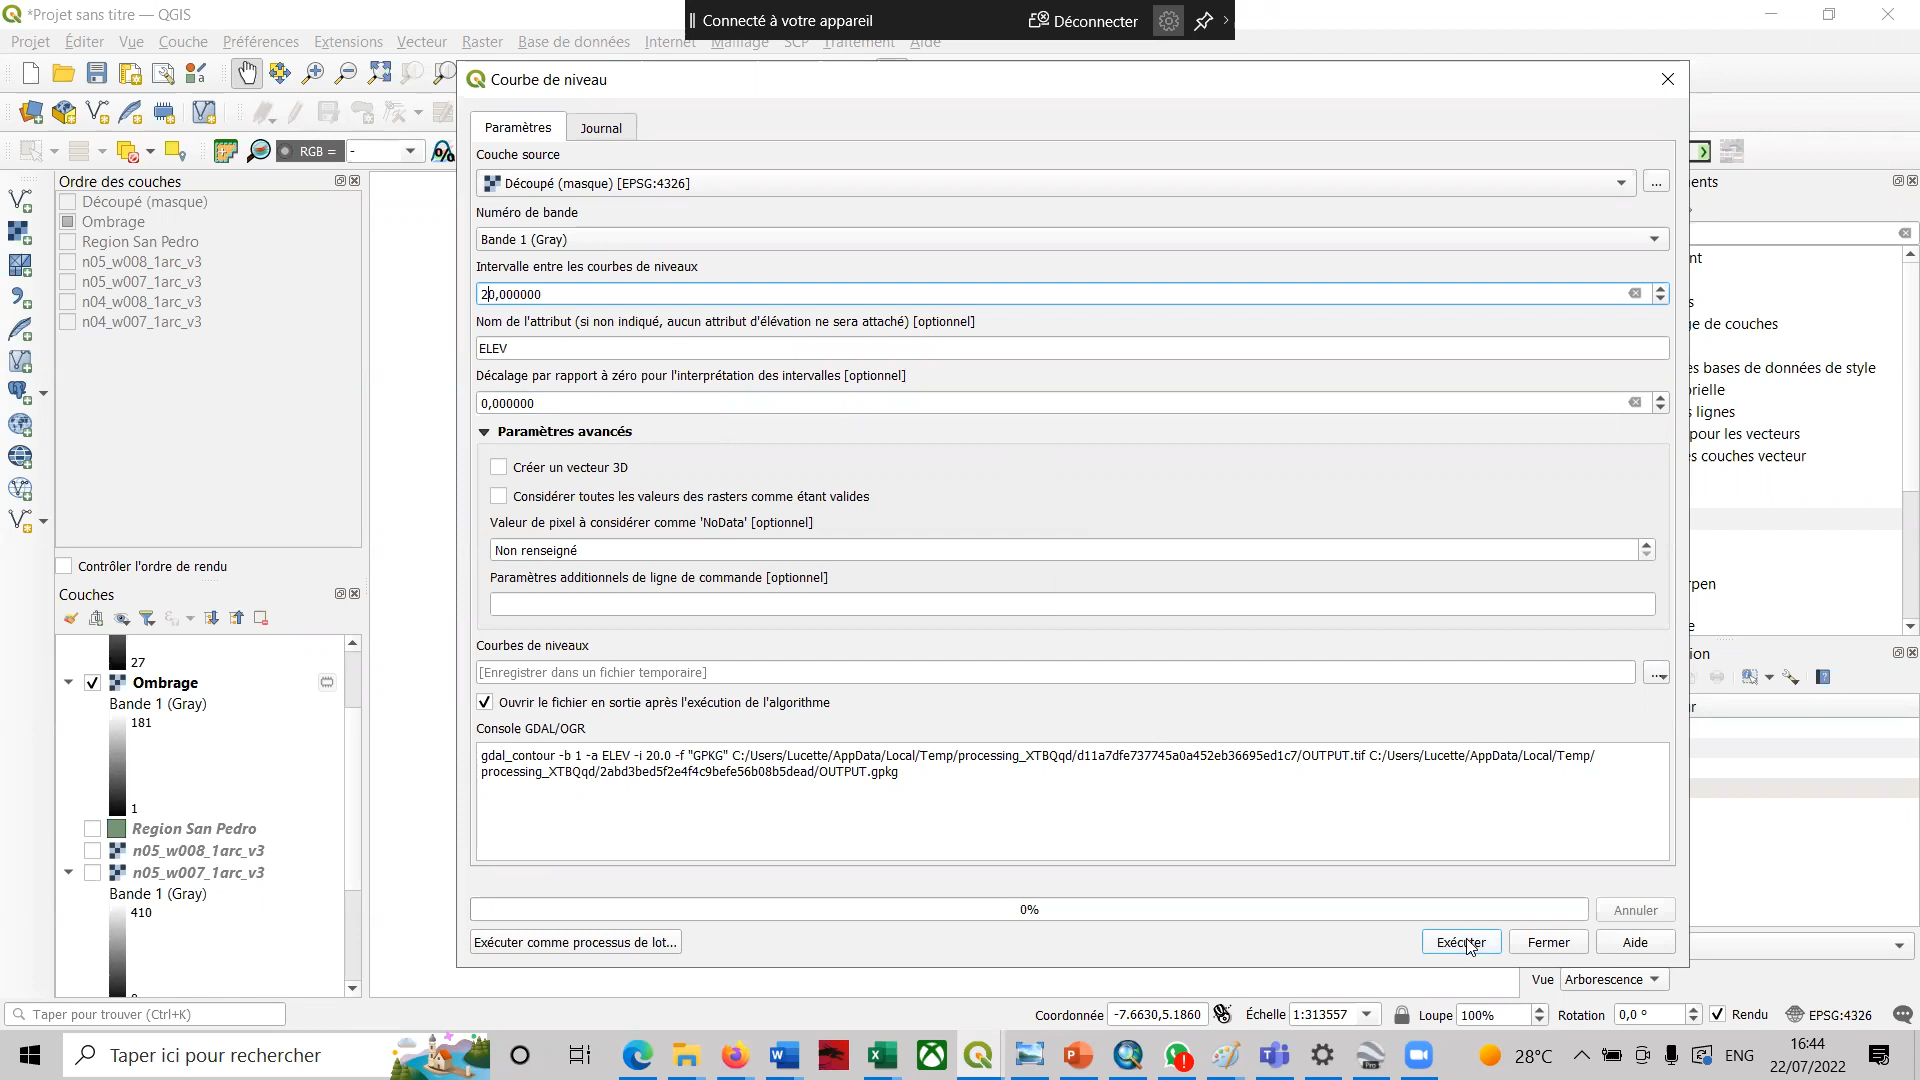 *Projet sans titre — QGIS
Connecté à votre appareil
Déconnecter
Projet Éditer Vue Couche Préférences Extensions Vecteur Raster Base de données Internet Maillage SCP Traitement Aide
RGB = -
Courbe de niveau
Paramètres
Journal
Couche source
Découpé (masque) [EPSG:4326]
...
Numéro de bande
Bande 1 (Gray)
Intervalle entre les courbes de niveaux
20,000000
Nom de l'attribut (si non indiqué, aucun attribut d'élévation ne sera attaché) [optionnel]
ELEV
Décalage par rapport à zéro pour l'interprétation des intervalles [optionnel]
0,000000
Paramètres avancés
Créer un vecteur 3D
Considérer toutes les valeurs des rasters comme étant valides
Valeur de pixel à considérer comme 'NoData' [optionnel]
Non renseigné
Paramètres additionnels de ligne de commande [optionnel]
Courbes de niveaux
[Enregistrer dans un fichier temporaire]
...
Ouvrir le fichier en sortie après l'exécution de l'algorithme
Console GDAL/OGR
gdal_contour -b 1 -a ELEV -i 20.0 -f "GPKG" C:/Users/Lucette/AppData/Local/Temp/processing_XTBQqd/d11a7dfe737745a0a452eb36695ed1c7/OUTPUT.tif C:/Users/Lucette/AppData/Local/Temp/
processing_XTBQqd/2abd3bed5f2e4f4c9befe56b08b5dead/OUTPUT.gpkg
0%
Annuler
Exécuter comme processus de lot...
Exécuter
Fermer
Aide
Ordre des couches
Découpé (masque)
Ombrage
Region San Pedro
n05_w008_1arc_v3
n05_w007_1arc_v3
n04_w008_1arc_v3
n04_w007_1arc_v3
Contrôler l'ordre de rendu
Couches
27
Ombrage
Bande 1 (Gray)
181
1
Region San Pedro
n05_w008_1arc_v3
n05_w007_1arc_v3
Bande 1 (Gray)
410
ents
ent
s
ge de couches
es bases de données de style
orielle
s lignes
pour les vecteurs
s couches vecteur
rpen
e
ion
ur
Vue
Arborescence
Taper pour trouver (Ctrl+K)
Coordonnée -7.6630,5.1860
Échelle 1:313557
Loupe 100%
Rotation 0,0 °
Rendu
EPSG:4326
Taper ici pour rechercher
28°C
ENG
16:44
22/07/2022